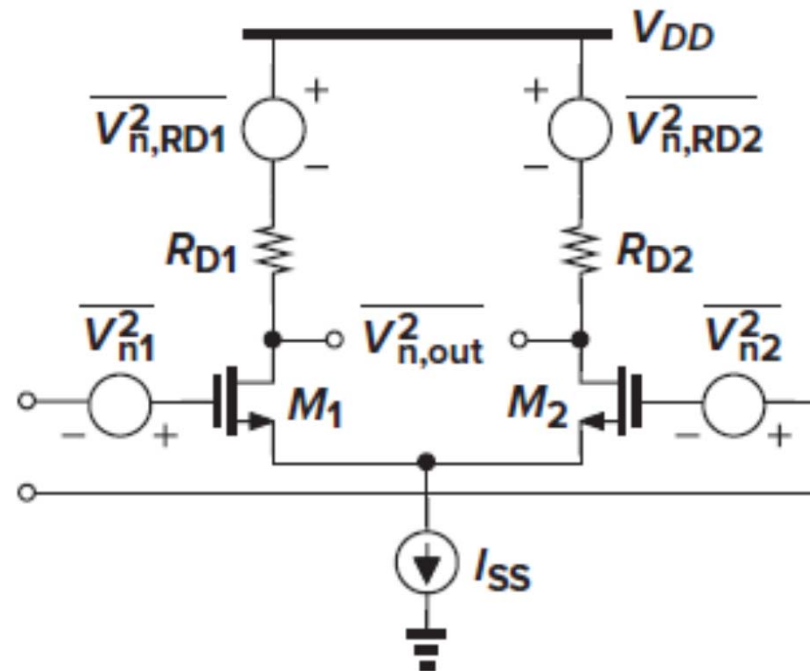 V_DD
+ +
\overline{V^2_{n,RD1}} \overline{V^2_{n,RD2}}
− −
R_D1 R_D2
\overline{V^2_{n1}} \overline{V^2_{n,out}} \overline{V^2_{n2}}
M_1 M_2
− + − +
I_SS